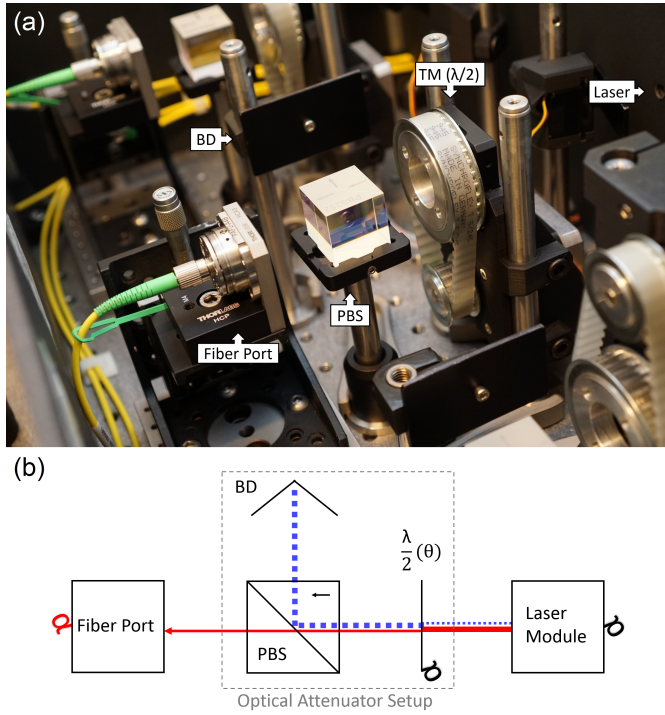 (a)
TM (λ/2)
Laser
BD
THORLABS
HCP
PBS
Fiber Port
(b)
BD
λ
2 (θ)
Fiber Port
PBS
Laser
Module
Optical Attenuator Setup